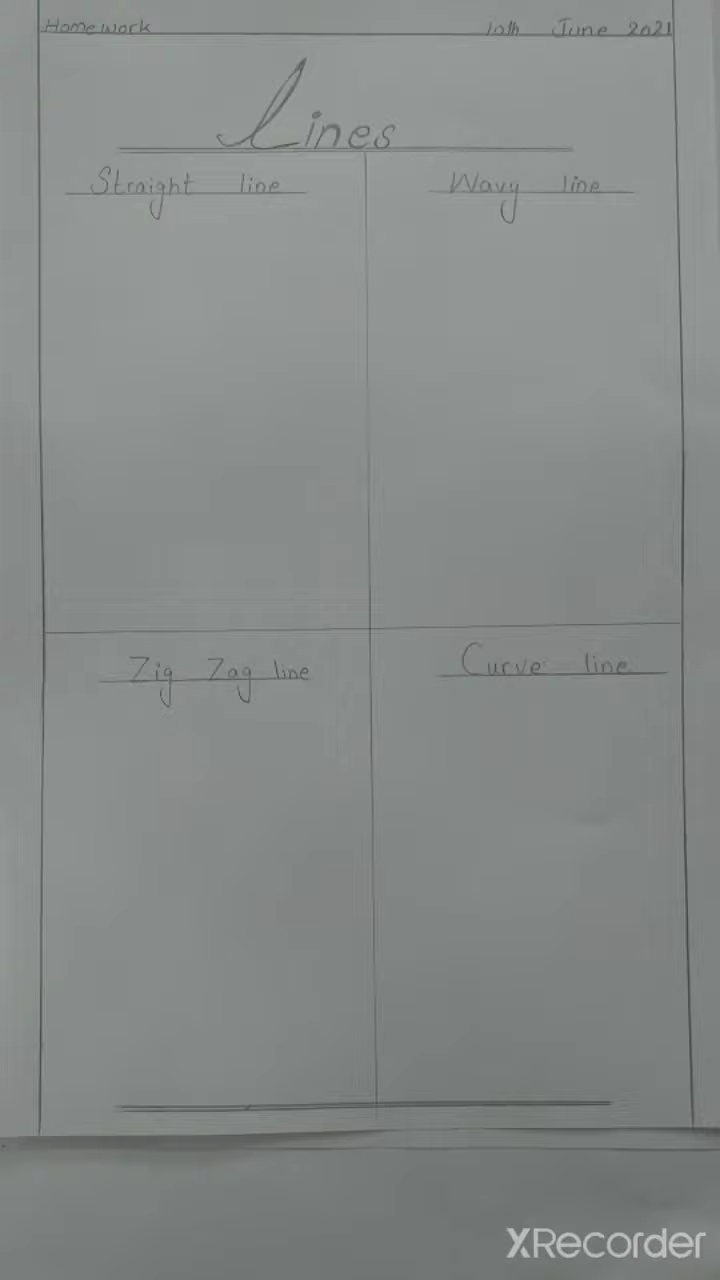 Homework 10th June 2021
Lines
Straight line Wavy line
Zig Zag line Curve line
XRecorder